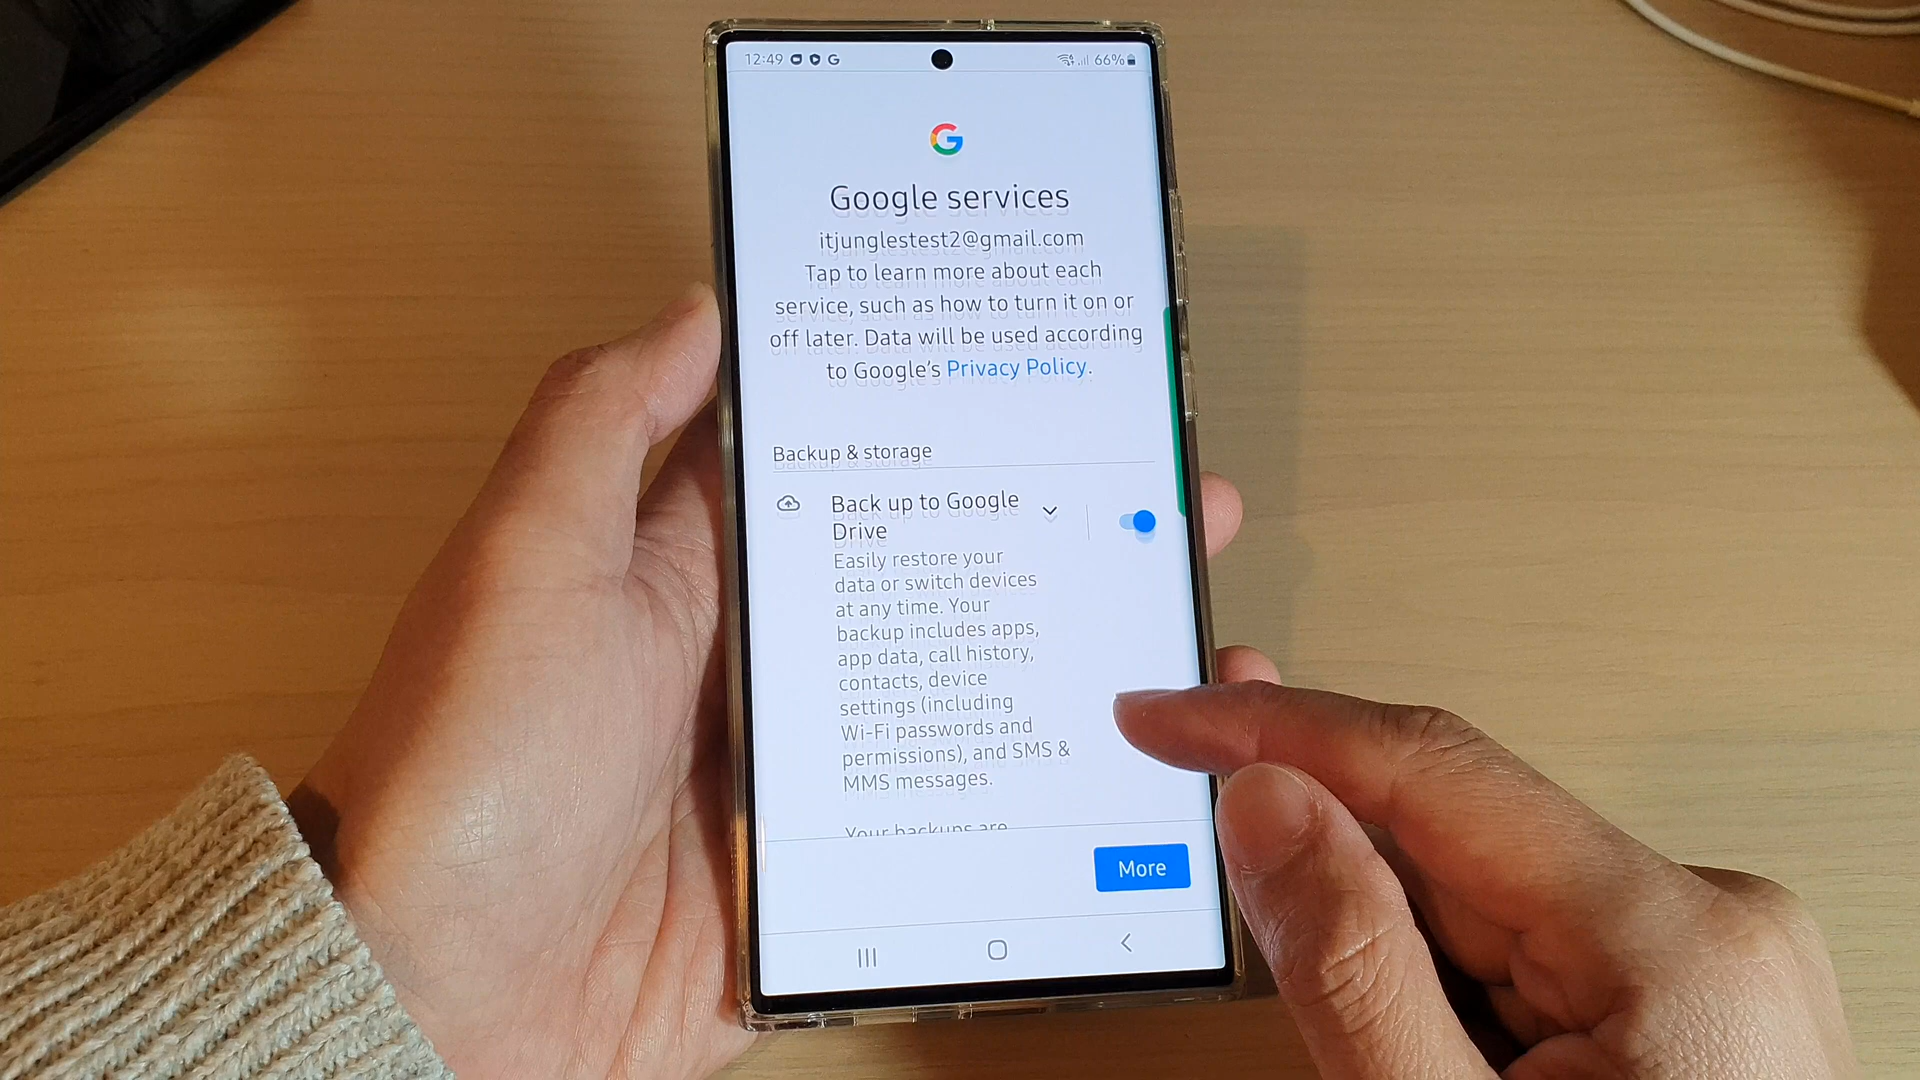 12:49 G 66%
G
Google services
itjunglestest2@gmail.com
Tap to learn more about each
service, such as how to turn it on or
off later. Data will be used according
to Google's Privacy Policy.
Backup & storage
Back up to Google
Drive
Easily restore your
data or switch devices
at any time. Your
backup includes apps,
app data, call history,
contacts, device
settings (including
Wi-Fi passwords and
permissions), and SMS &
MMS messages.
Your backups are
More